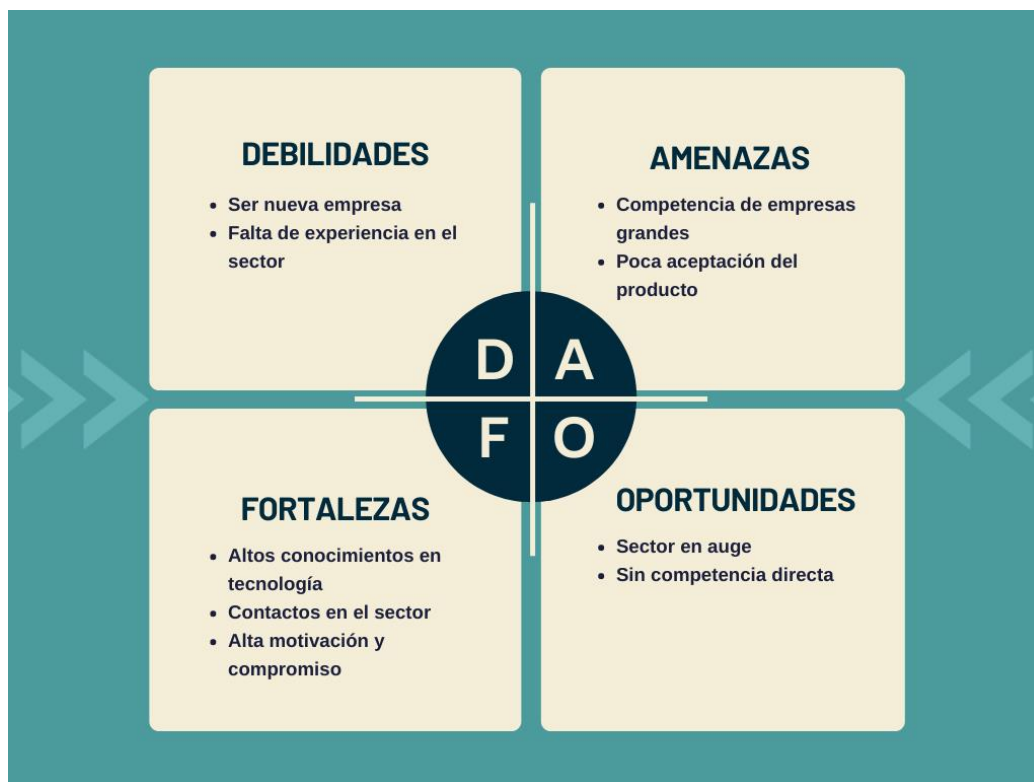 DEBILIDADES
• Ser nueva empresa
• Falta de experiencia en el
sector
AMENAZAS
• Competencia de empresas
grandes
• Poca aceptación del
producto
D A
F O
FORTALEZAS
• Altos conocimientos en
tecnología
• Contactos en el sector
• Alta motivación y
compromiso
OPORTUNIDADES
• Sector en auge
• Sin competencia directa